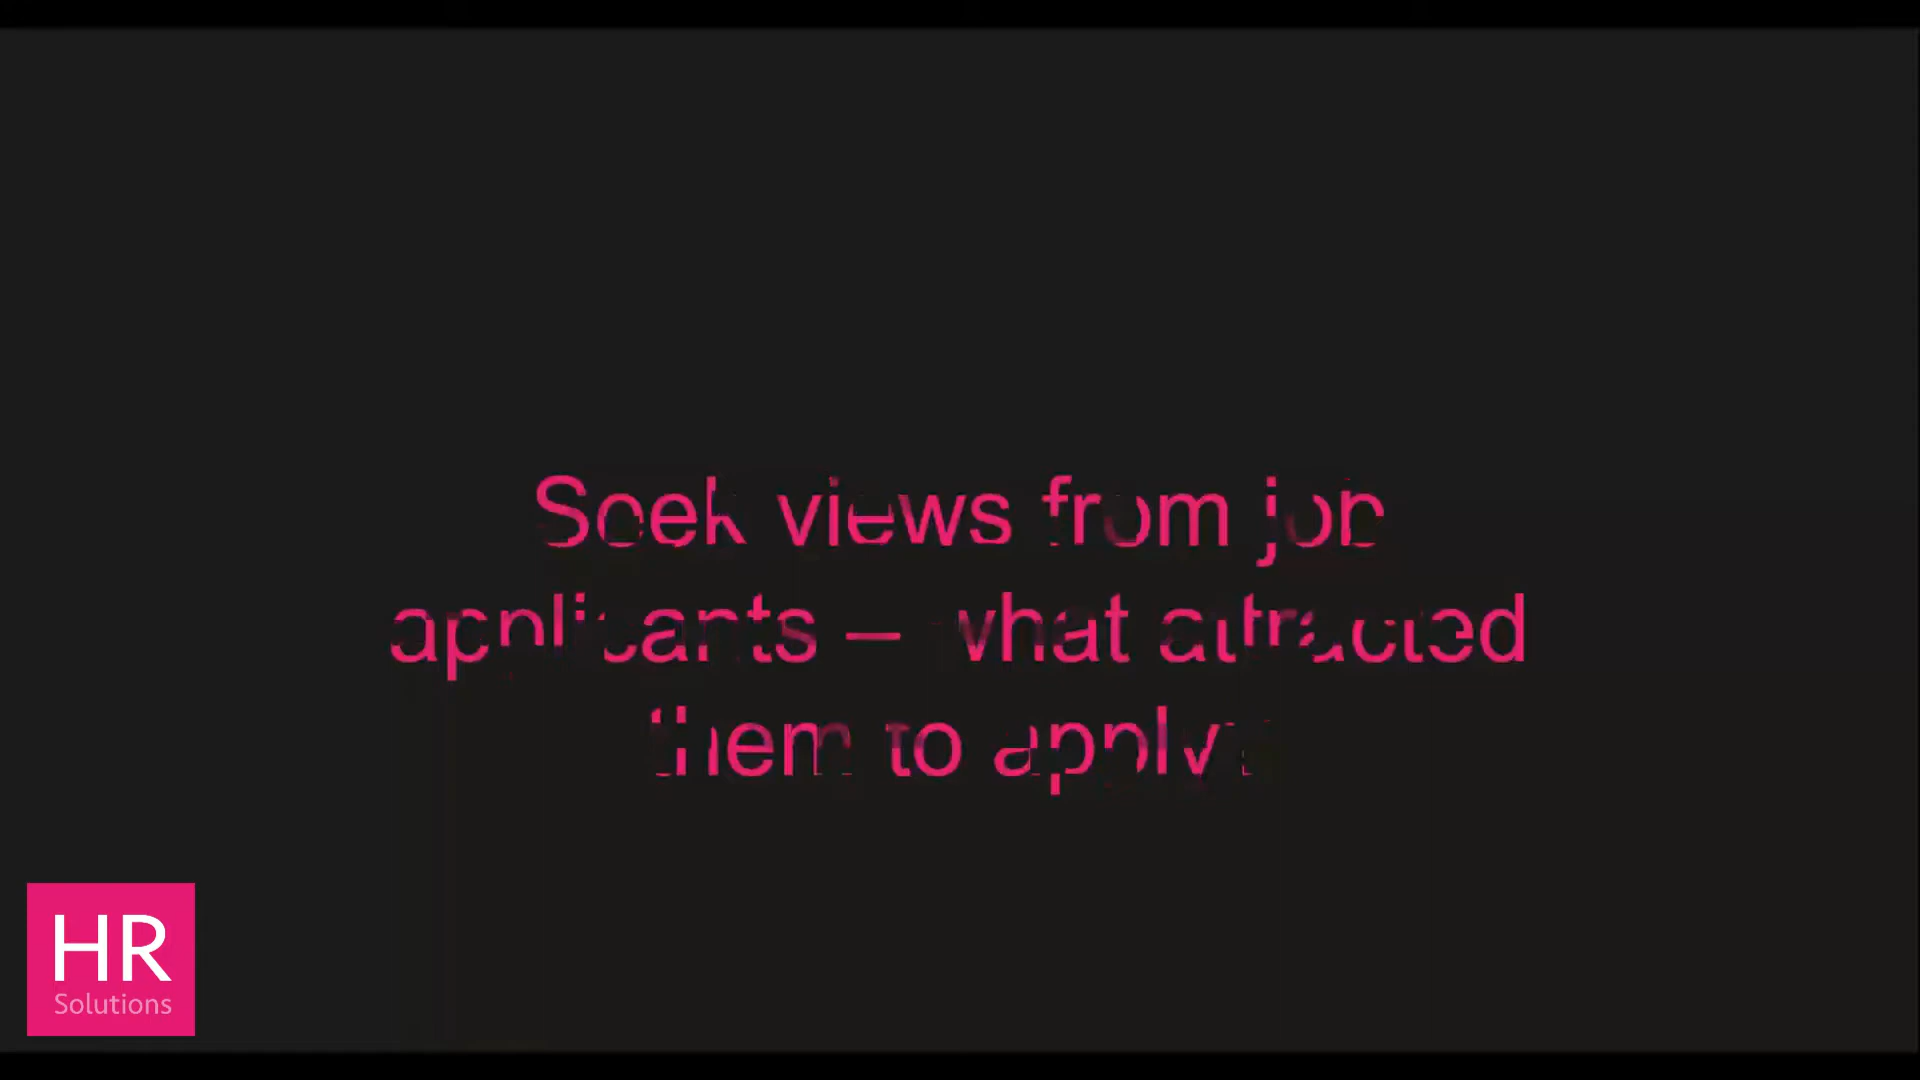 Seek views from job
applicants – what attracted
them to apply?
HR
Solutions